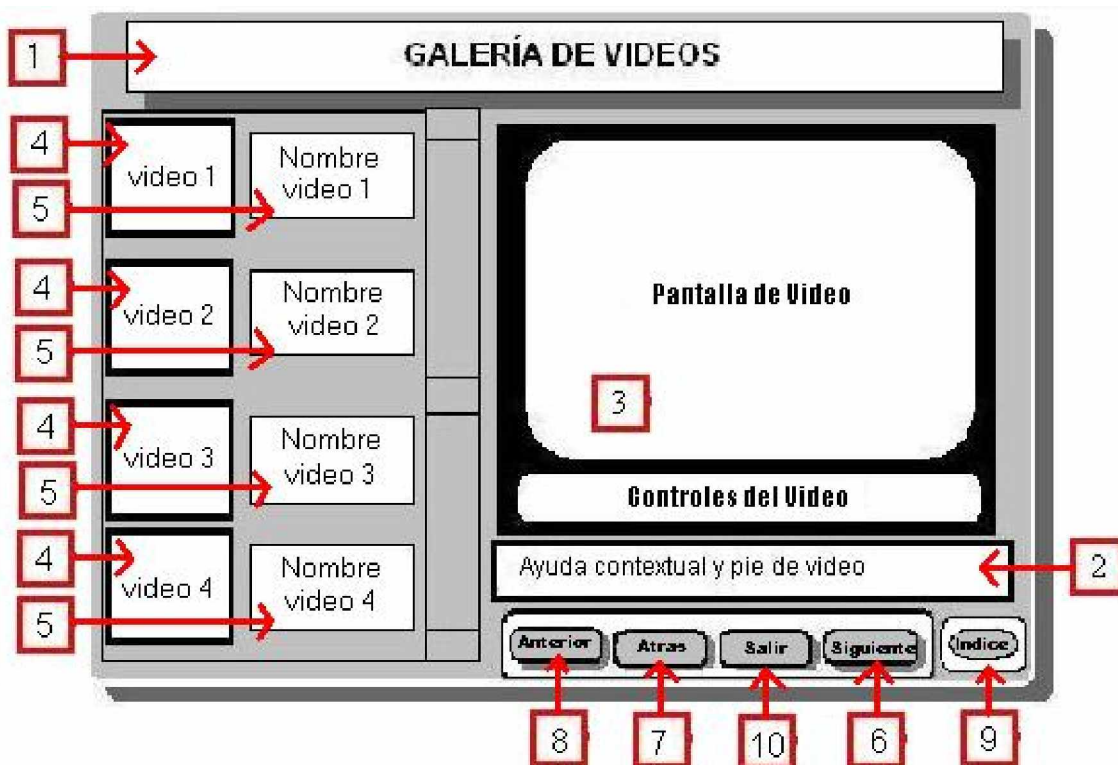 1
GALERÍA DE VIDEOS
4
video 1
Nombre
video 1
5
4
video 2
Nombre
video 2
5
4
video 3
Nombre
video 3
5
4
video 4
Nombre
video 4
5
Pantalla de Video
3
Controles del Video
Ayuda contextual y pie de video
2
Anterior
Atras
Salir
Siguiente
Indice
8
7
10
6
9